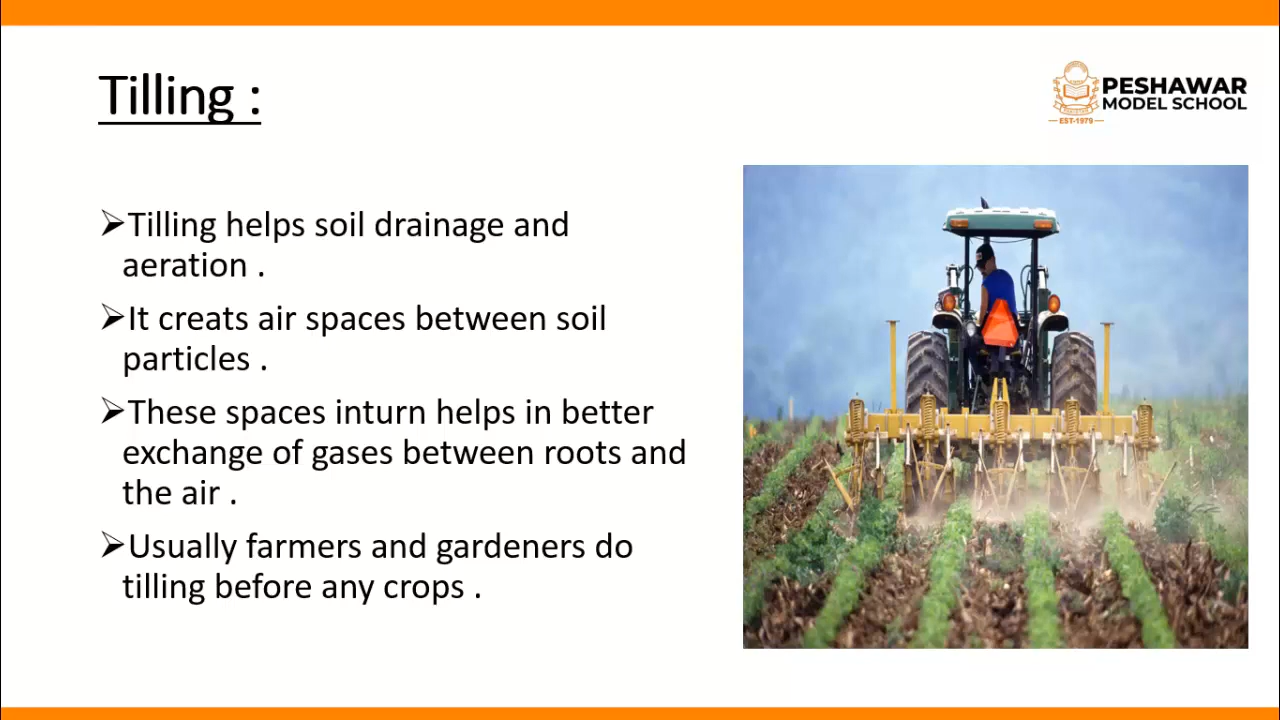 Tilling :
PESHAWAR
MODEL SCHOOL
EST-1979
➢Tilling helps soil drainage and
aeration .
➢It creats air spaces between soil
particles .
➢These spaces inturn helps in better
exchange of gases between roots and
the air .
➢Usually farmers and gardeners do
tilling before any crops .